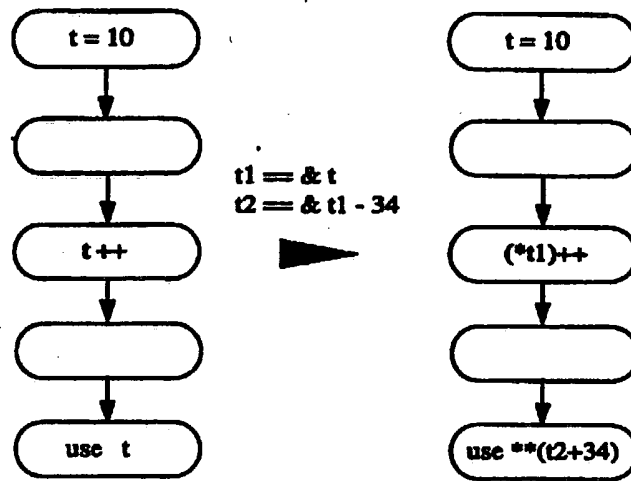 t = 10
t ++
use t
t1 == & t
t2 == & t1 - 34
t = 10
(*t1)++
use **(t2+34)